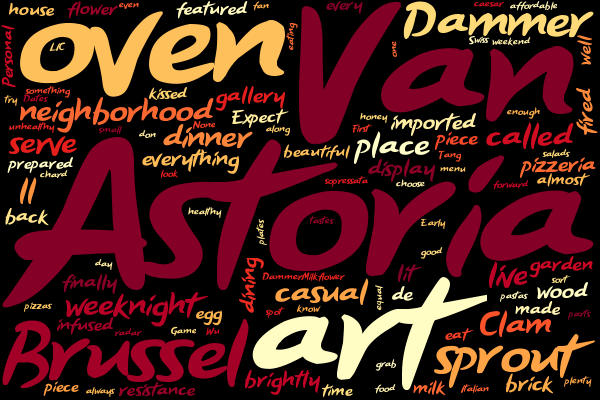 house flower even featured fan every caesar affordable
LIC oven eating Van one Dammer
Personal Swiss weekend well
something kissed
try Dates gallery honey imported enough fired
neighborhood Expect
unhealthy small None along First
serve don dinner place Piece called
prepared everything beautiful Tang salads
chard look display menu pizzeria
ll sopressata choose forward almost
back healthy Astoria tastes Early
plates good
day lit live garden
finally DammerMilkflower sort
dining casual equal de pastas wood
pizzas weeknight egg spot know made parts
infused radar Game Wu art Clam
Brussel eat
grab sprout
piece always resistance brightly time food milk Italian brick plenty